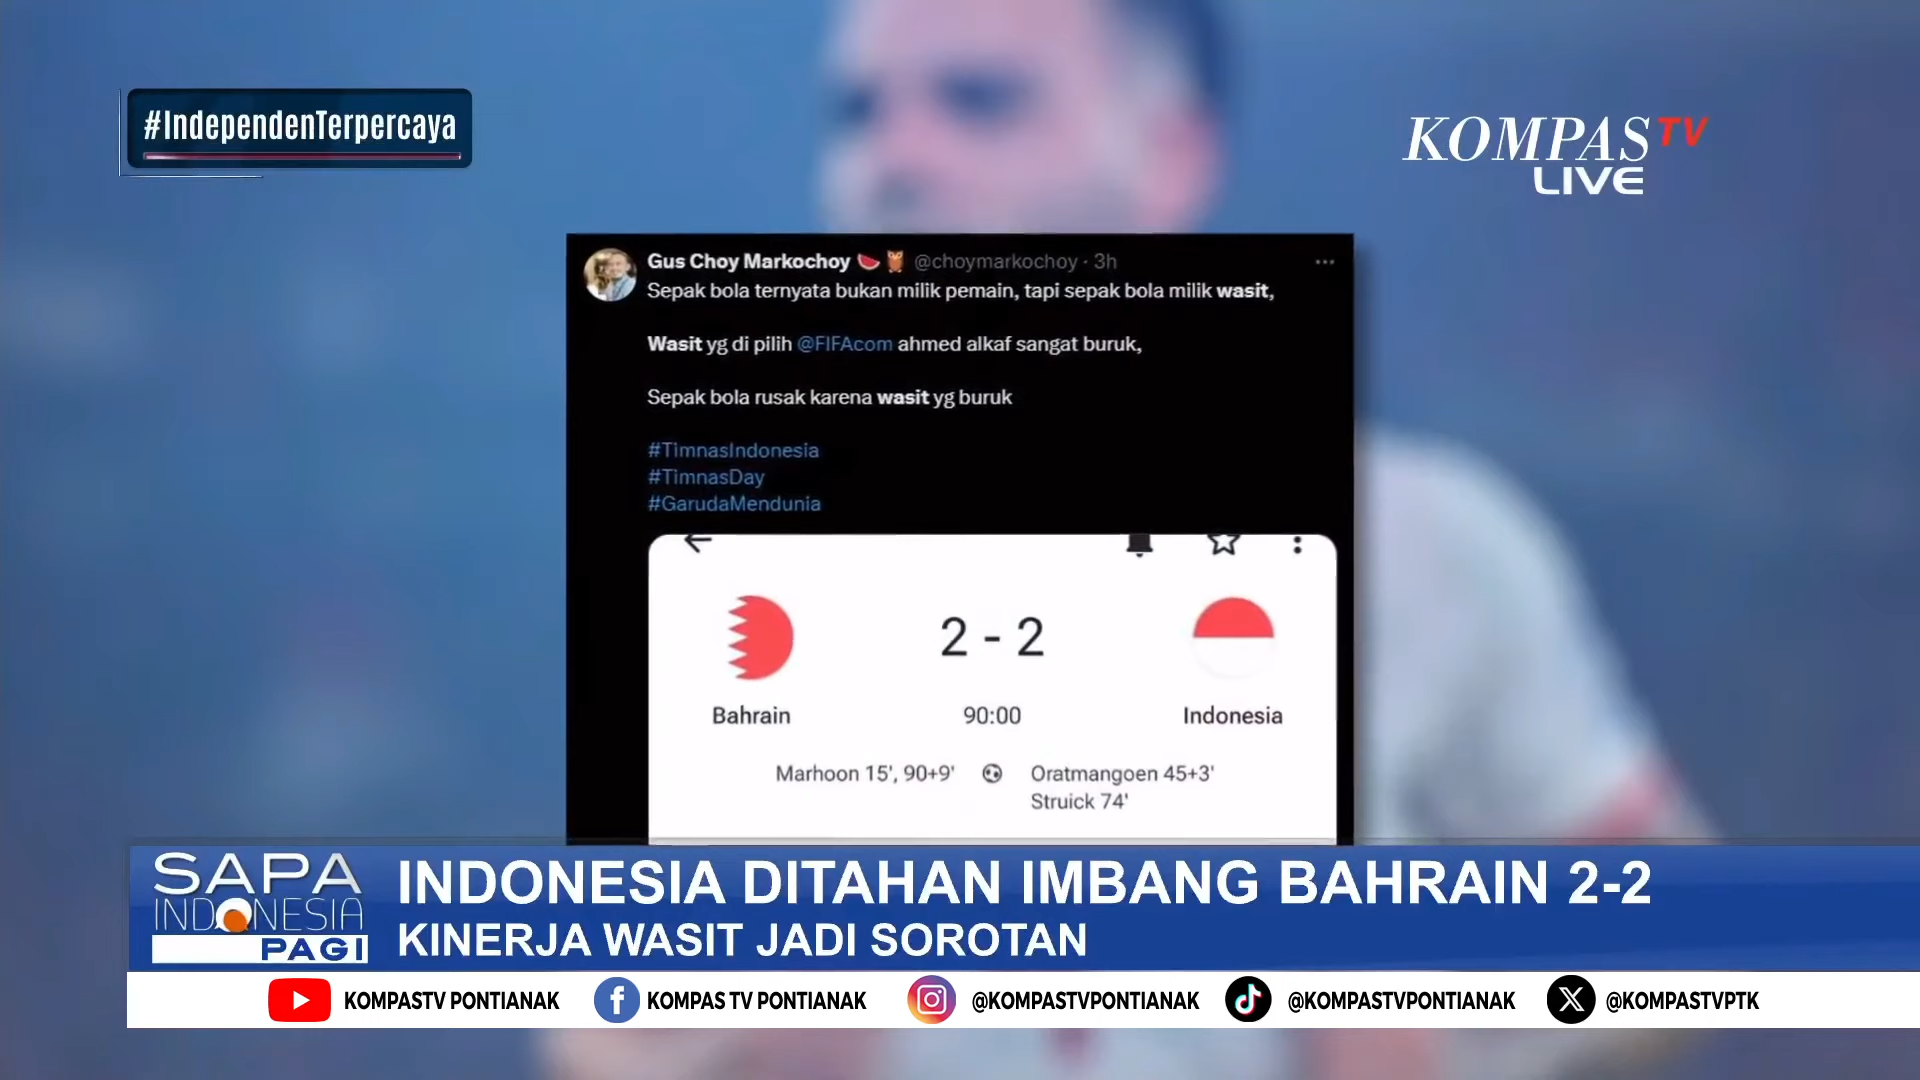 #IndependenTerpercaya
KOMPAS TV
LIVE
Gus Choy Markochoy 🍉🦉 @choymarkochoy · 3h
Sepak bola ternyata bukan milik pemain, tapi sepak bola milik wasit,
Wasit yg di pilih @FIFAcom ahmed alkaf sangat buruk,
Sepak bola rusak karena wasit yg buruk
#TimnasIndonesia
#TimnasDay
#GarudaMendunia
2 - 2
Bahrain
90:00
Indonesia
Marhoon 15', 90+9'
Oratmangoen 45+3'
Struick 74'
SAPA
INDONESIA
PAGI
INDONESIA DITAHAN IMBANG BAHRAIN 2-2
KINERJA WASIT JADI SOROTAN
KOMPASTV PONTIANAK
KOMPAS TV PONTIANAK
@KOMPASTVPONTIANAK
@KOMPASTVPONTIANAK
@KOMPASTVPTK